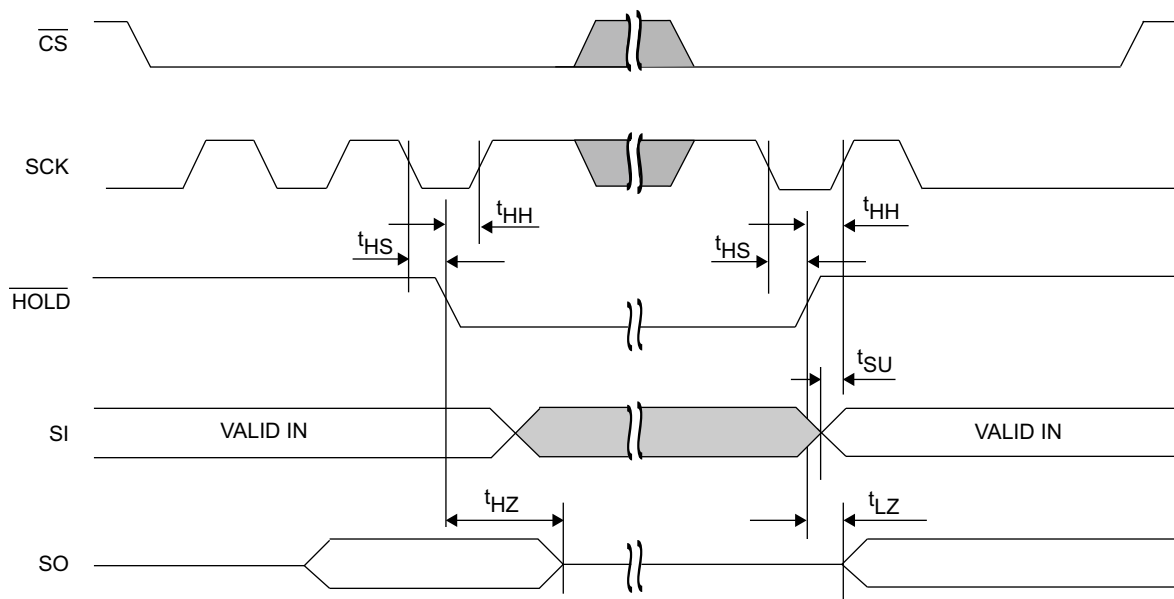 CS
SCK
tHH
tHH
tHS
tHS
HOLD
tSU
SI
VALID IN
VALID IN
tHZ
tLZ
SO